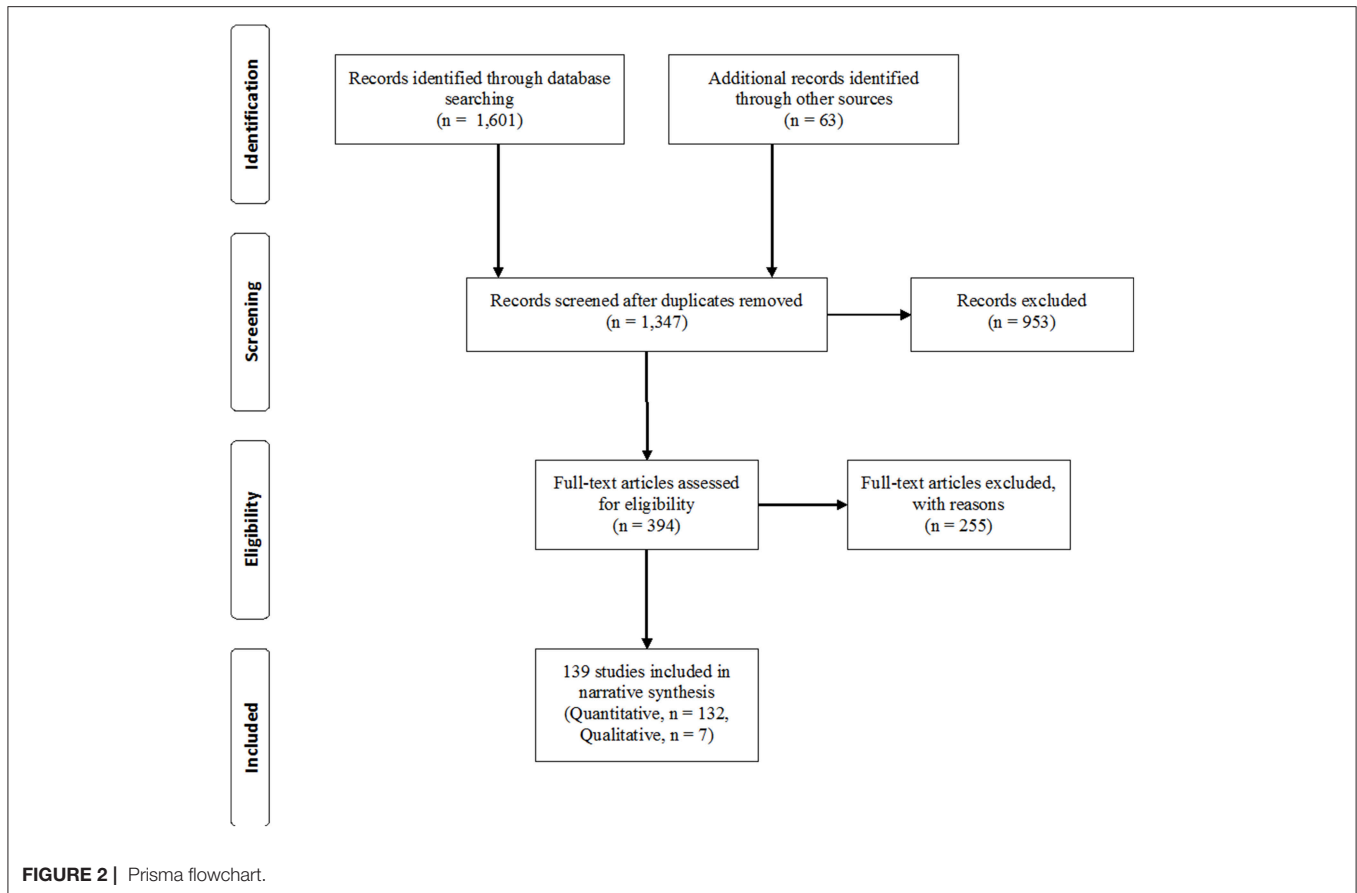 Identification
Records identified through database
searching
(n = 1,601)
Additional records identified
through other sources
(n = 63)
Screening
Records screened after duplicates removed
(n = 1,347)
Records excluded
(n = 953)
Eligibility
Full-text articles assessed
for eligibility
(n = 394)
Full-text articles excluded,
with reasons
(n = 255)
Included
139 studies included in
narrative synthesis
(Quantitative, n = 132,
Qualitative, n = 7)
FIGURE 2 | Prisma flowchart.